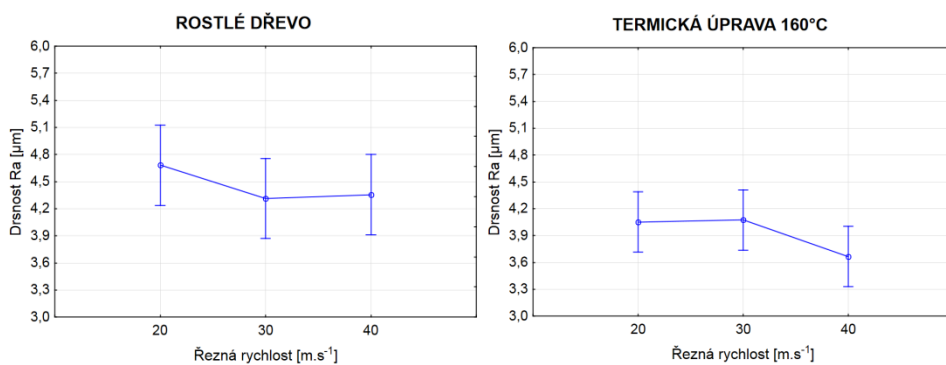 ROSTLÉ DŘEVO
6,0
5,7
5,4
5,1
4,8
4,5
4,2
3,9
3,6
3,3
3,0
Drsnost Ra [µm]
20 30 40
Řezná rychlost [m.s⁻¹]
TERMICKÁ ÚPRAVA 160°C
6,0
5,7
5,4
5,1
4,8
4,5
4,2
3,9
3,6
3,3
3,0
Drsnost Ra [µm]
20 30 40
Řezná rychlost [m.s⁻¹]